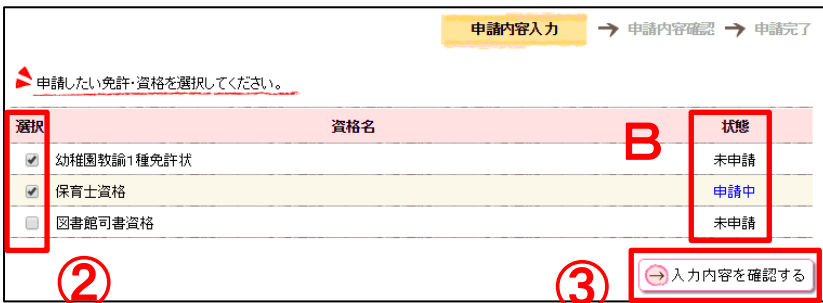 申請内容入力 → 申請内容確認 → 申請完了
申請したい免許・資格を選択してください。
選択 資格名 B 状態
幼稚園教諭1種免許状 未申請
保育士資格 申請中
図書館司書資格 未申請
② ③ 入力内容を確認する